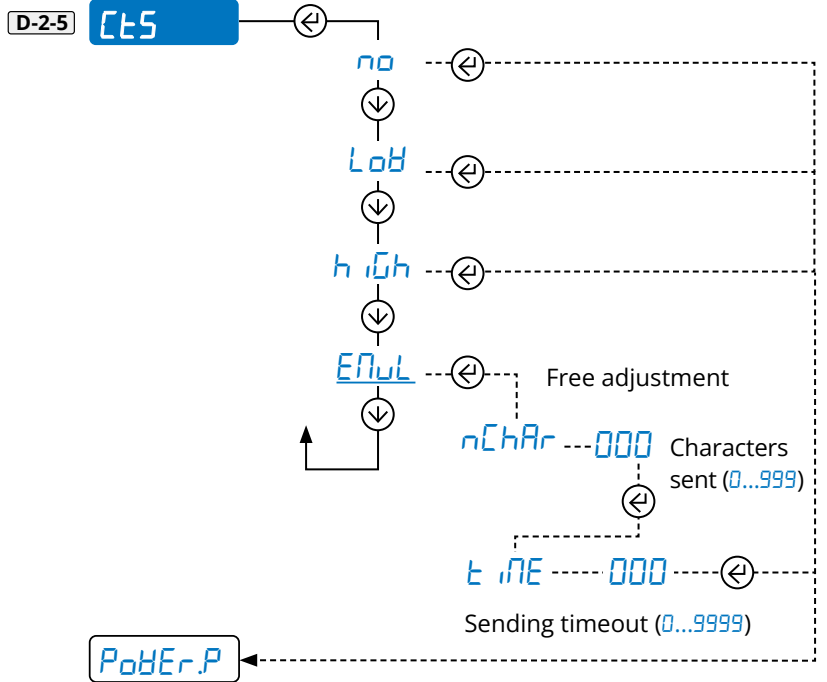 D-2-5 CtS
no
LoW
hiGh
EMuL
Free adjustment
nChAr 000 Characters
sent (0...999)
tiME 000
Sending timeout (0...9999)
PoWEr.P